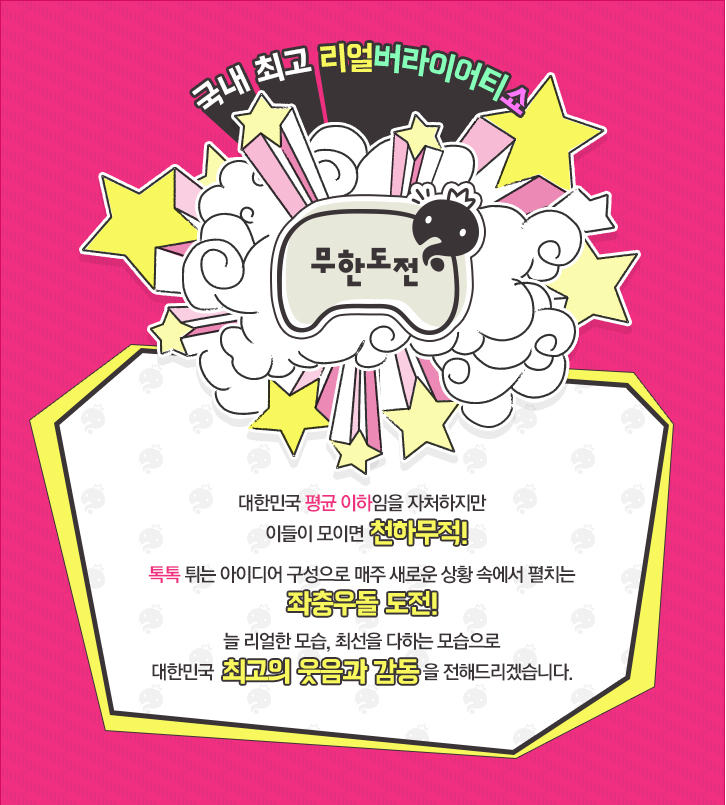 국내 최고 리얼버라이어티쇼
무한도전
대한민국 평균 이하임을 자처하지만
이들이 모이면 천하무적!
톡톡 튀는 아이디어 구성으로 매주 새로운 상황 속에서 펼치는
좌충우돌 도전!
늘 리얼한 모습, 최선을 다하는 모습으로
대한민국 최고의 웃음과 감동을 전해드리겠습니다.